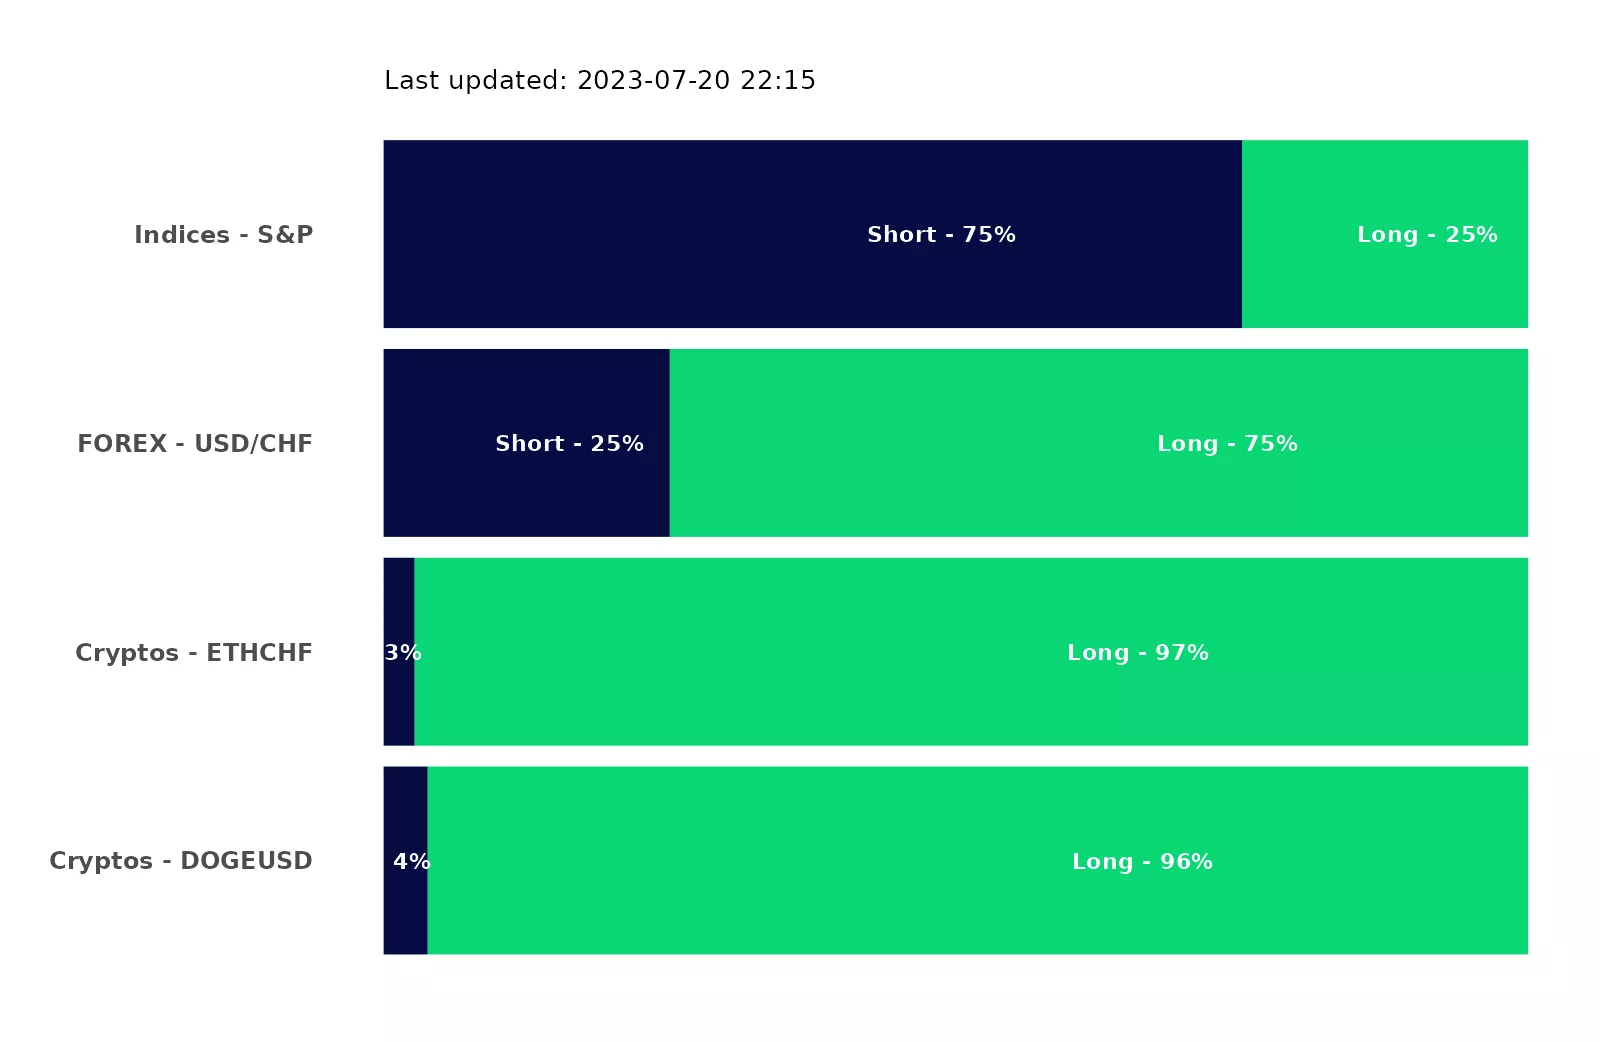 Last updated: 2023-07-20 22:15
Indices - S&P
Short - 75%
Long - 25%
FOREX - USD/CHF
Short - 25%
Long - 75%
Cryptos - ETHCHF
3%
Long - 97%
Cryptos - DOGEUSD
4%
Long - 96%